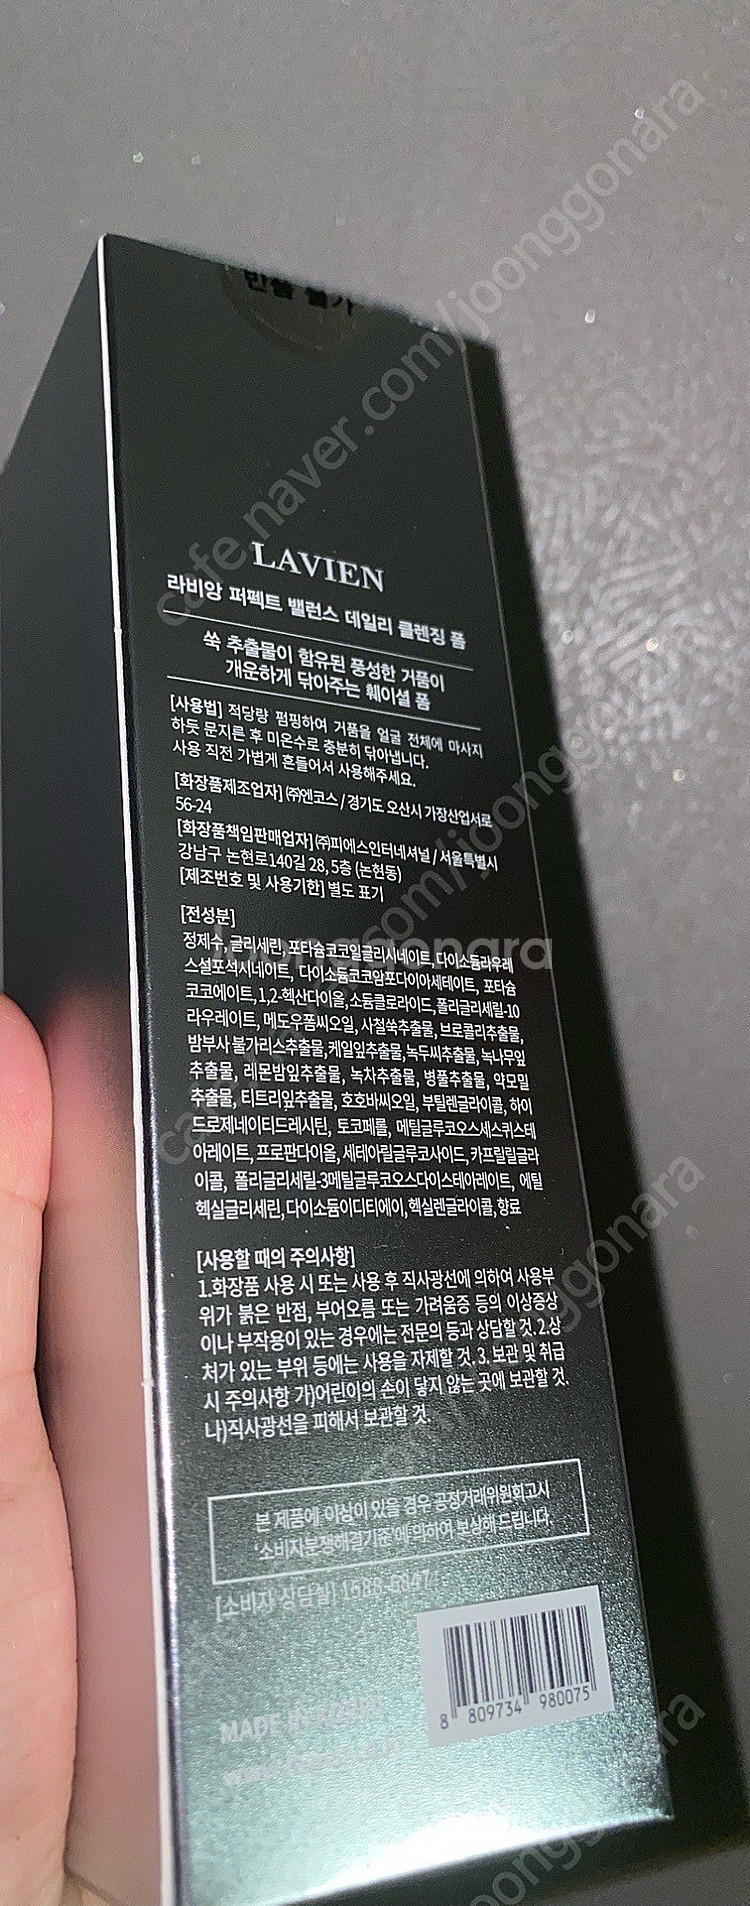 반품 불가
LAVIEN
라비앙 퍼펙트 밸런스 데일리 클렌징 폼
쑥 추출물이 함유된 풍성한 거품이
개운하게 닦아주는 훼이셜 폼
[사용법] 적당량 펌핑하여 거품을 얼굴 전체에 마사지
하듯 문지른 후 미온수로 충분히 닦아냅니다.
사용 직전 가볍게 흔들어서 사용해주세요.
[화장품제조업자] ㈜엔코스 / 경기도 오산시 가장산업서로
56-24
[화장품책임판매업자] ㈜피에스인터네셔널 / 서울특별시
강남구 논현로140길 28, 5층 (논현동)
[제조번호 및 사용기한] 별도 표기
[전성분]
정제수, 글리세린, 포타슘코코일글리시네이트, 다이소듐라우레
스설포석시네이트, 다이소듐코코암포다이아세테이트, 포타슘
코코에이트, 1,2-헥산다이올, 소듐클로라이드, 폴리글리세릴-10
라우레이트, 메도우폼씨오일, 사철쑥추출물, 브로콜리추출물,
밤부사불가리스추출물, 케일잎추출물, 녹두씨추출물, 녹나무잎
추출물, 레몬밤잎추출물, 녹차추출물, 병풀추출물, 약모밀
추출물, 티트리잎추출물, 호호바씨오일, 부틸렌글라이콜, 하이
드로제네이티드레시틴, 토코페롤, 메틸글루코오스세스퀴스테
아레이트, 프로판다이올, 세테아릴글루코사이드, 카프릴릴글라
이콜, 폴리글리세릴-3메틸글루코오스다이스테아레이트, 에틸
헥실글리세린, 다이소듐이디티에이, 헥실렌글라이콜, 향료
[사용할 때의 주의사항]
1.화장품 사용 시 또는 사용 후 직사광선에 의하여 사용부
위가 붉은 반점, 부어오름 또는 가려움증 등의 이상증상
이나 부작용이 있는 경우에는 전문의 등과 상담할 것. 2.상
처가 있는 부위 등에는 사용을 자제할 것. 3. 보관 및 취급
시 주의사항 가)어린이의 손이 닿지 않는 곳에 보관할 것.
나)직사광선을 피해서 보관할 것.
본 제품에 이상이 있을 경우 공정거래위원회고시
'소비자분쟁해결기준'에 의하여 보상해 드립니다.
[소비자 상담실] 1588-6847
MADE IN KOREA
8 809734 980075
cafe.naver.com/joonggonara
joonggonara
cafe.naver.com/joonggonara
cafe.naver.com/joonggonara